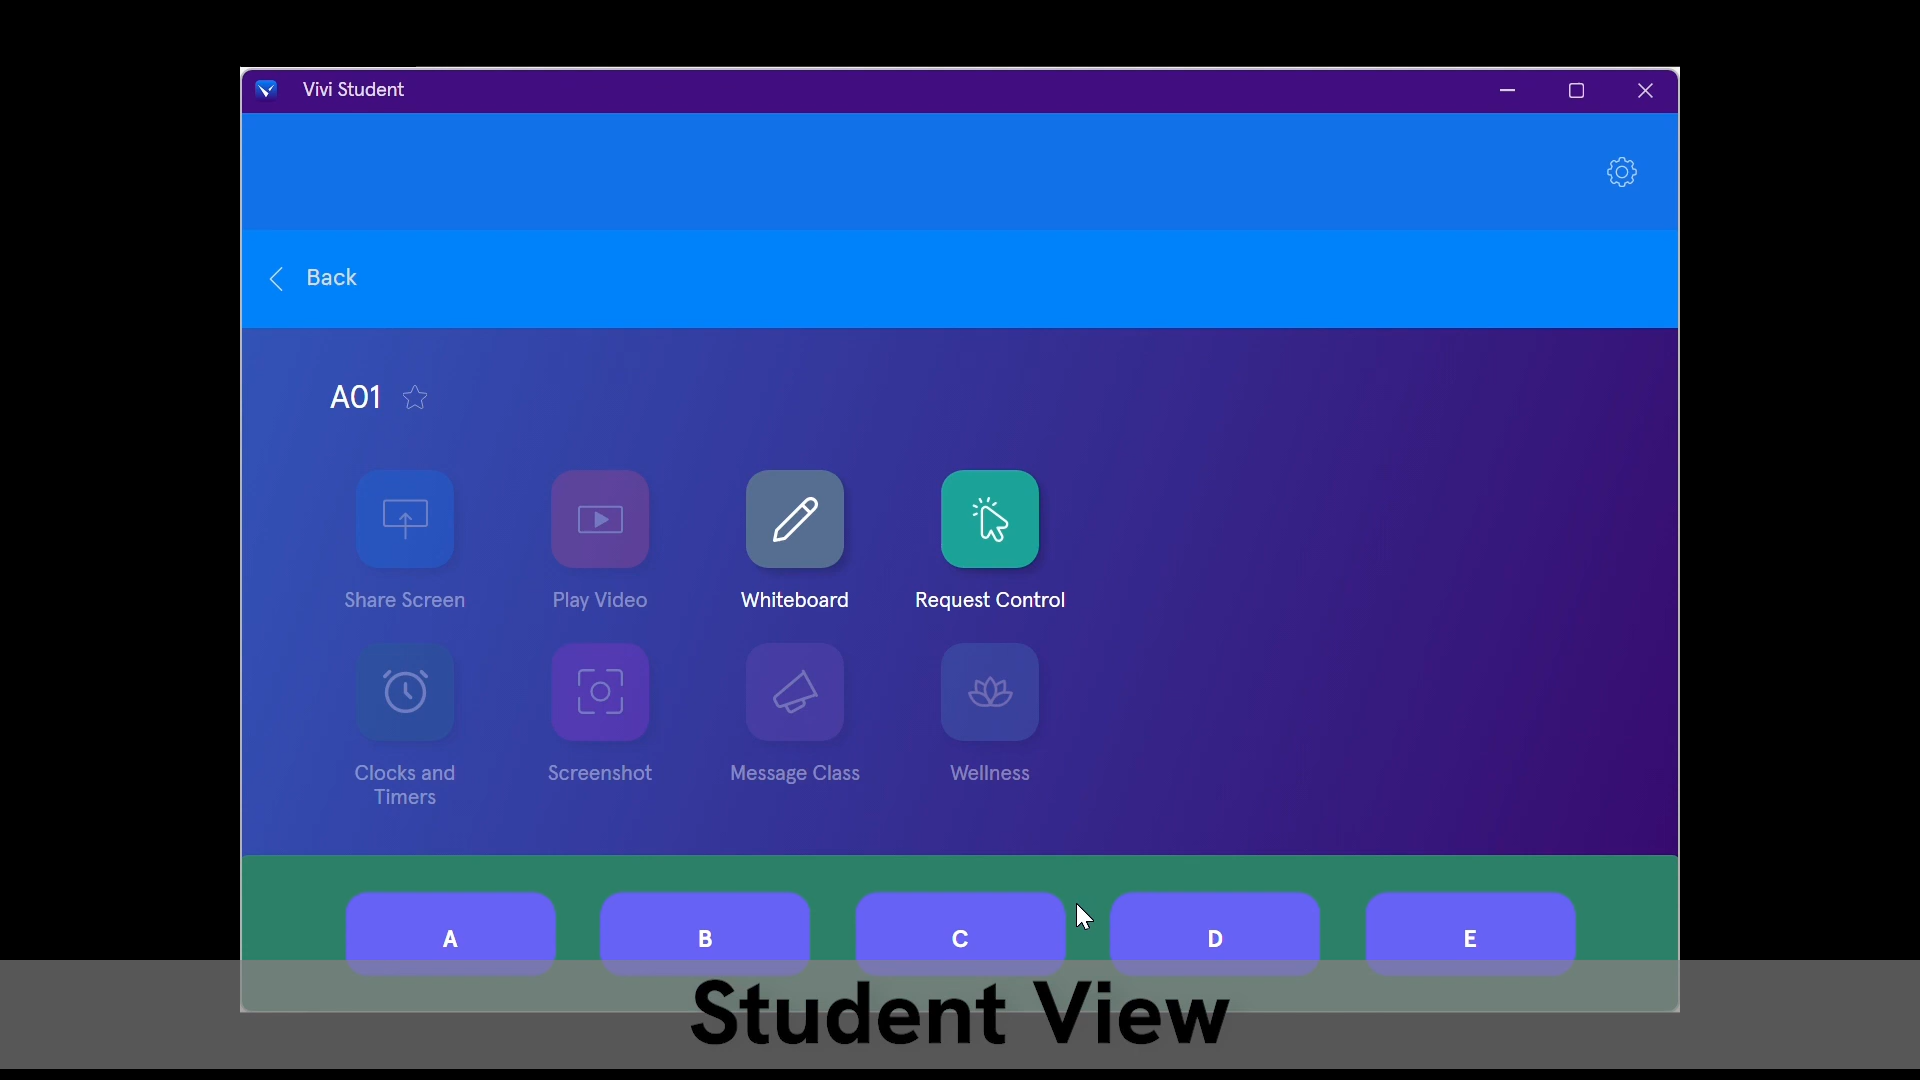 Vivi Student
Back
A01
Share Screen
Play Video
Whiteboard
Request Control
Clocks and
Timers
Screenshot
Message Class
Wellness
A
B
C
D
E
Student View